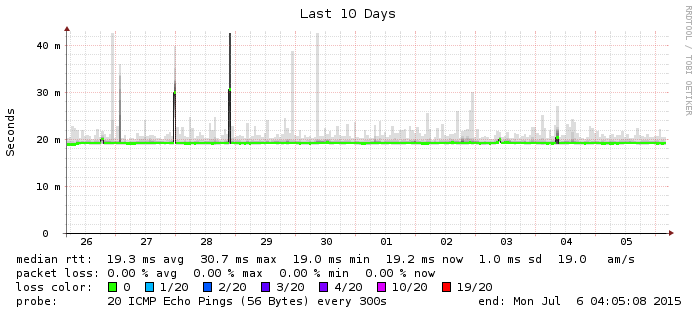 Last 10 Days
RRDTOOL / TOBI OETIKER
Seconds
40 m
30 m
20 m
10 m
0
26 27 28 29 30 01 02 03 04 05
median rtt: 19.3 ms avg 30.7 ms max 19.0 ms min 19.2 ms now 1.0 ms sd 19.0 am/s
packet loss: 0.00 % avg 0.00 % max 0.00 % min 0.00 % now
loss color: 0 1/20 2/20 3/20 4/20 10/20 19/20
probe: 20 ICMP Echo Pings (56 Bytes) every 300s end: Mon Jul 6 04:05:08 2015